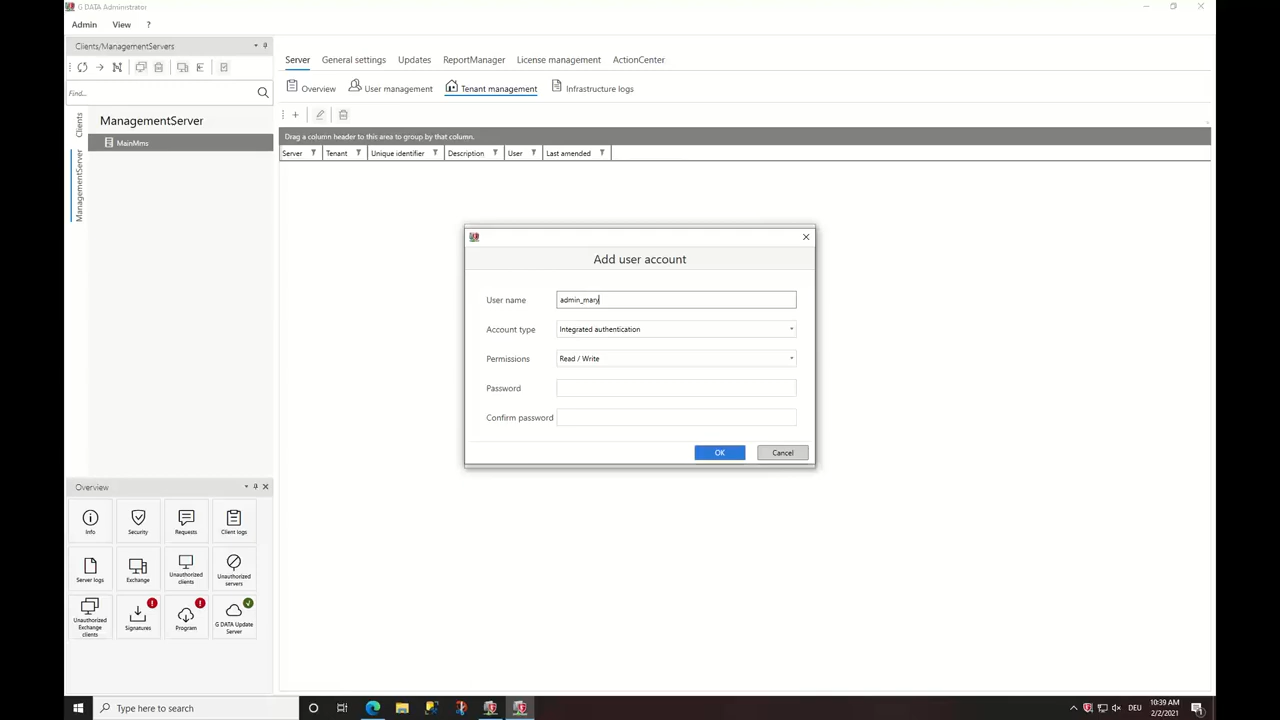 G DATA Administrator
Admin View ?
Clients/ManagementServers
Find...
Clients
ManagementServer
ManagementServer
MainMms
Server General settings Updates ReportManager License management ActionCenter
Overview User management Tenant management Infrastructure logs
Drag a column header to this area to group by that column.
Server Tenant Unique identifier Description User Last amended
Add user account
User name admin_mary
Account type Integrated authentication
Permissions Read / Write
Password
Confirm password
OK Cancel
Overview
Info Security Requests Client logs
Server logs Exchange Unauthorized clients Unauthorized servers
Unauthorized Exchange clients Signatures Program G DATA Update Server
Type here to search
DEU
10:39 AM
2/2/2021
1